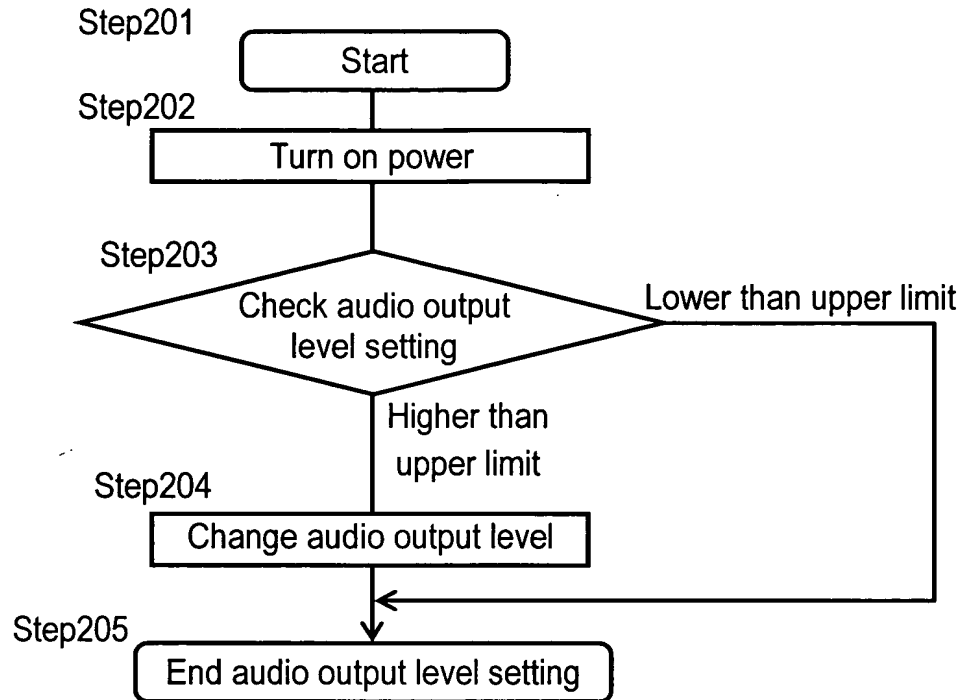 Step201
Start
Step202
Turn on power
Step203
Check audio output
level setting
Lower than upper limit
Higher than
upper limit
Step204
Change audio output level
Step205
End audio output level setting